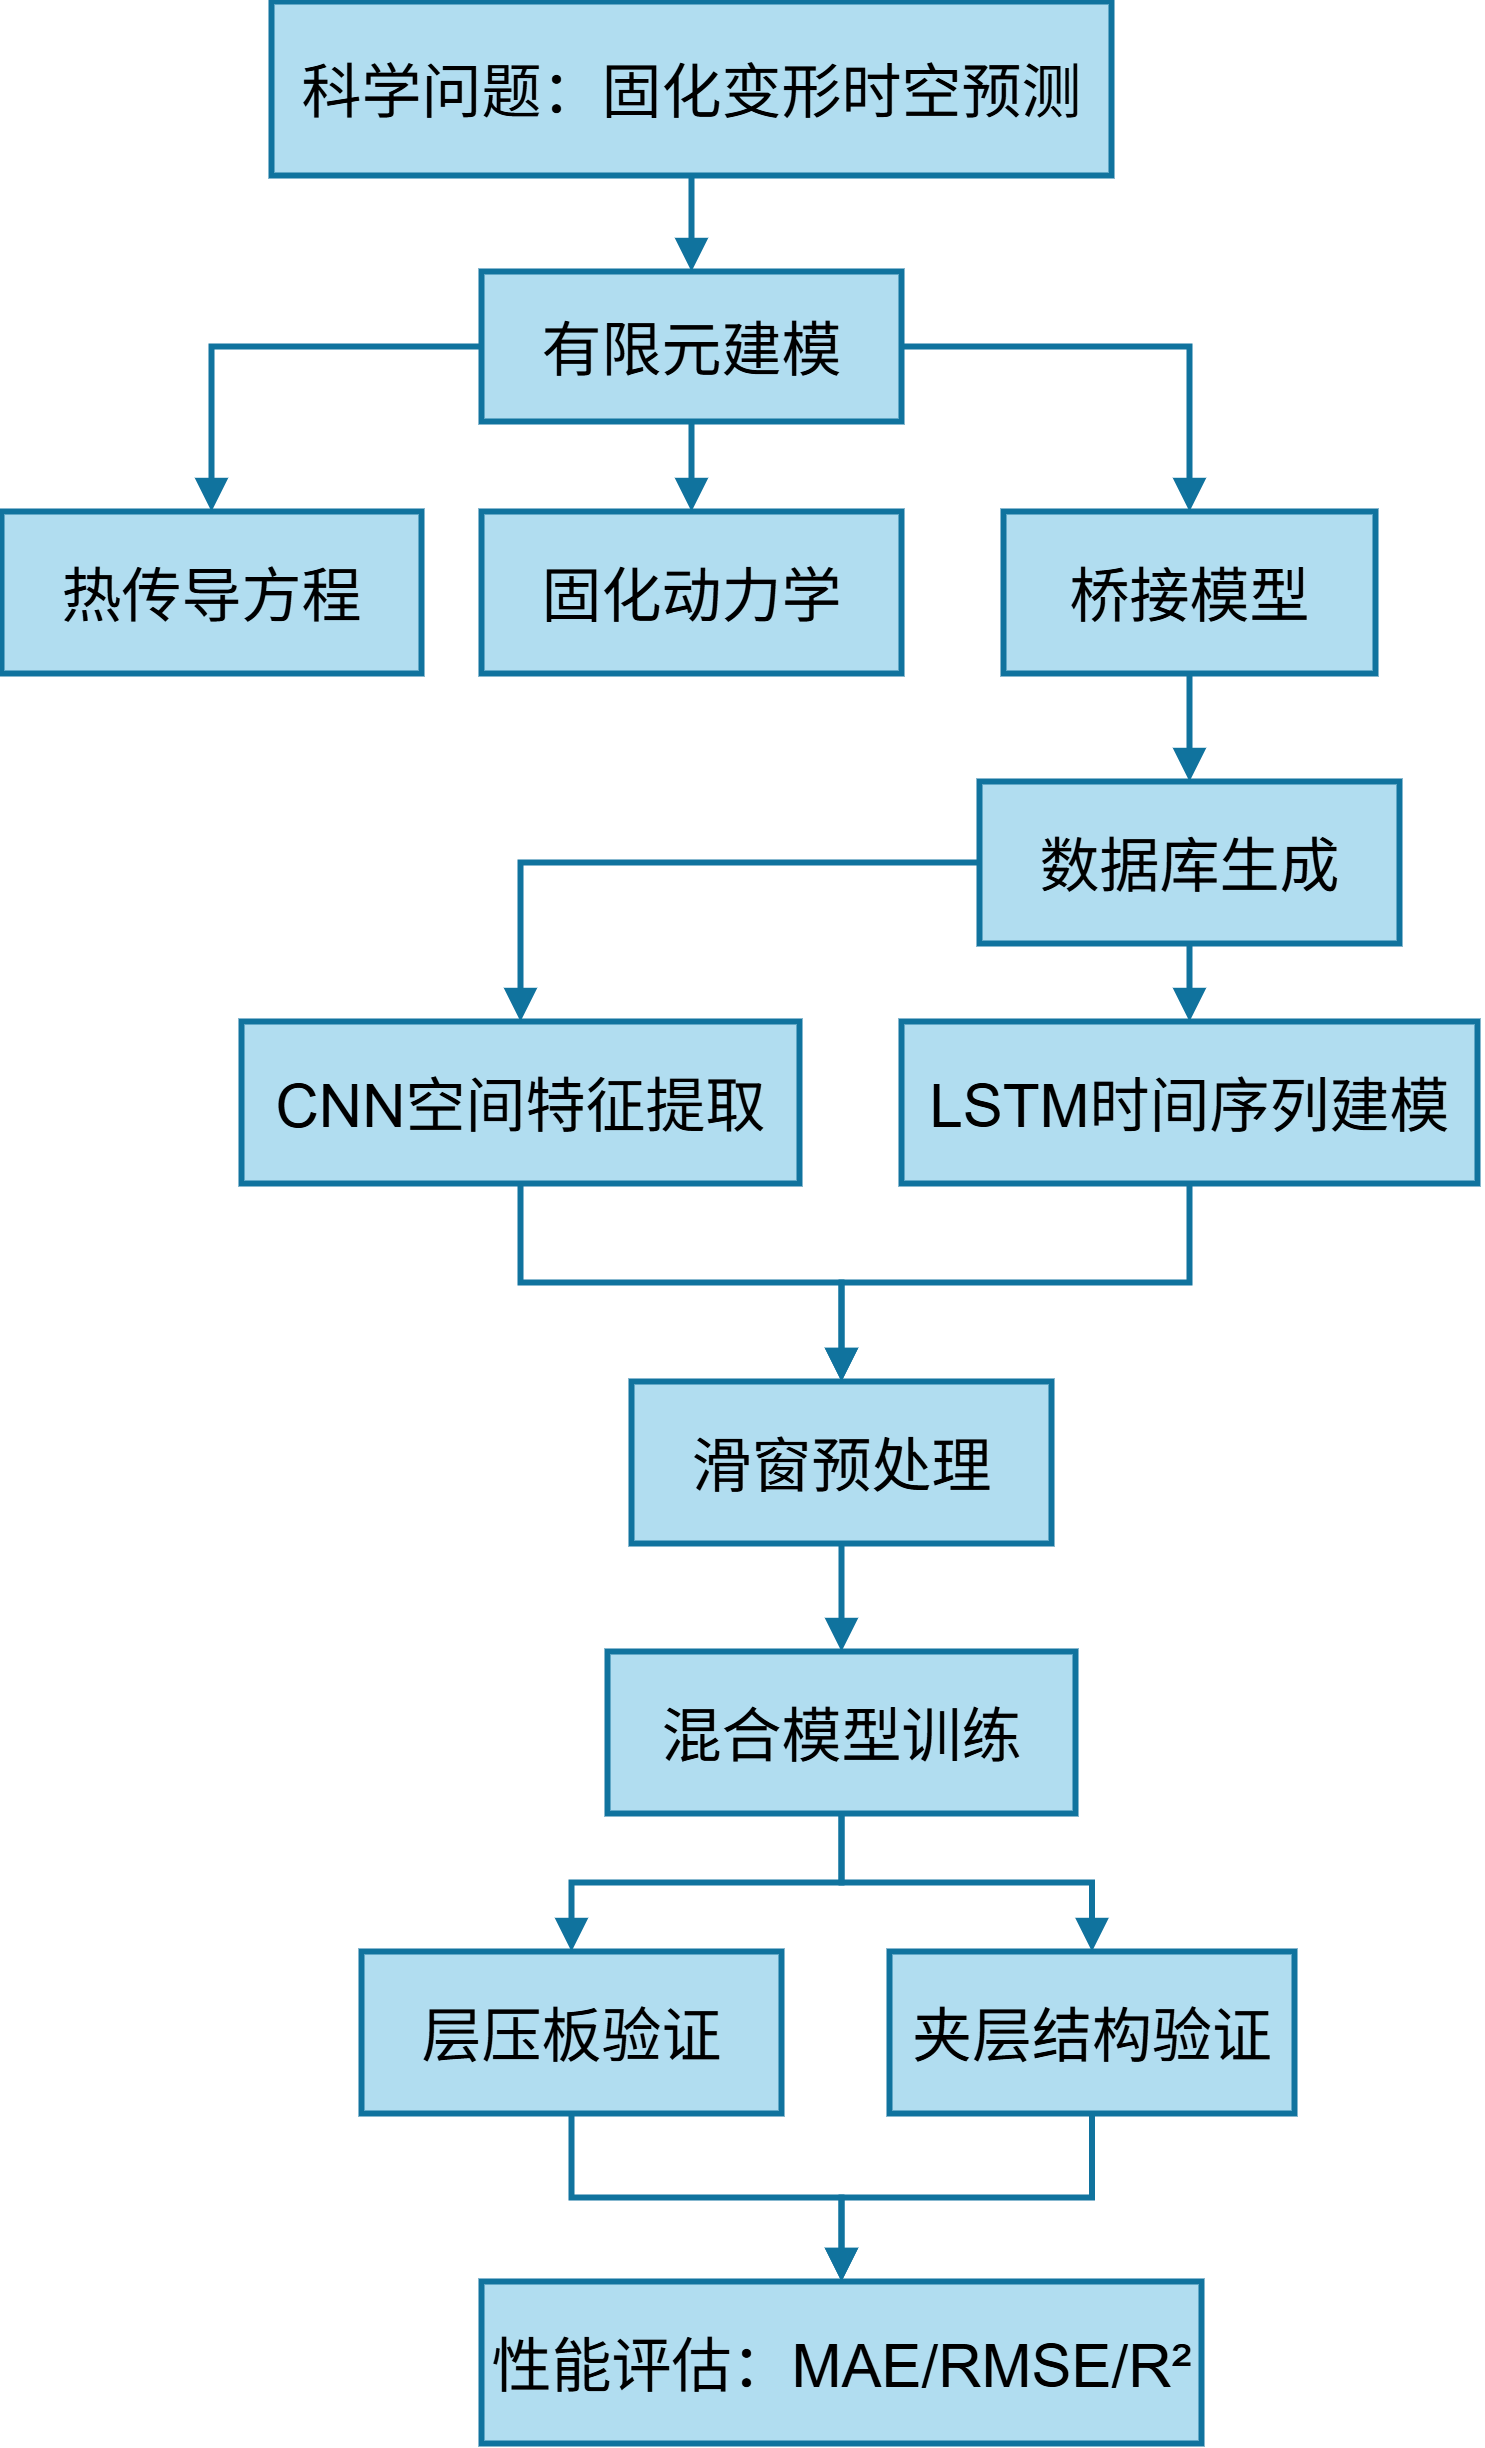 科学问题：固化变形时空预测
有限元建模
热传导方程
固化动力学
桥接模型
数据库生成
CNN空间特征提取
LSTM时间序列建模
滑窗预处理
混合模型训练
层压板验证
夹层结构验证
性能评估：MAE/RMSE/R²